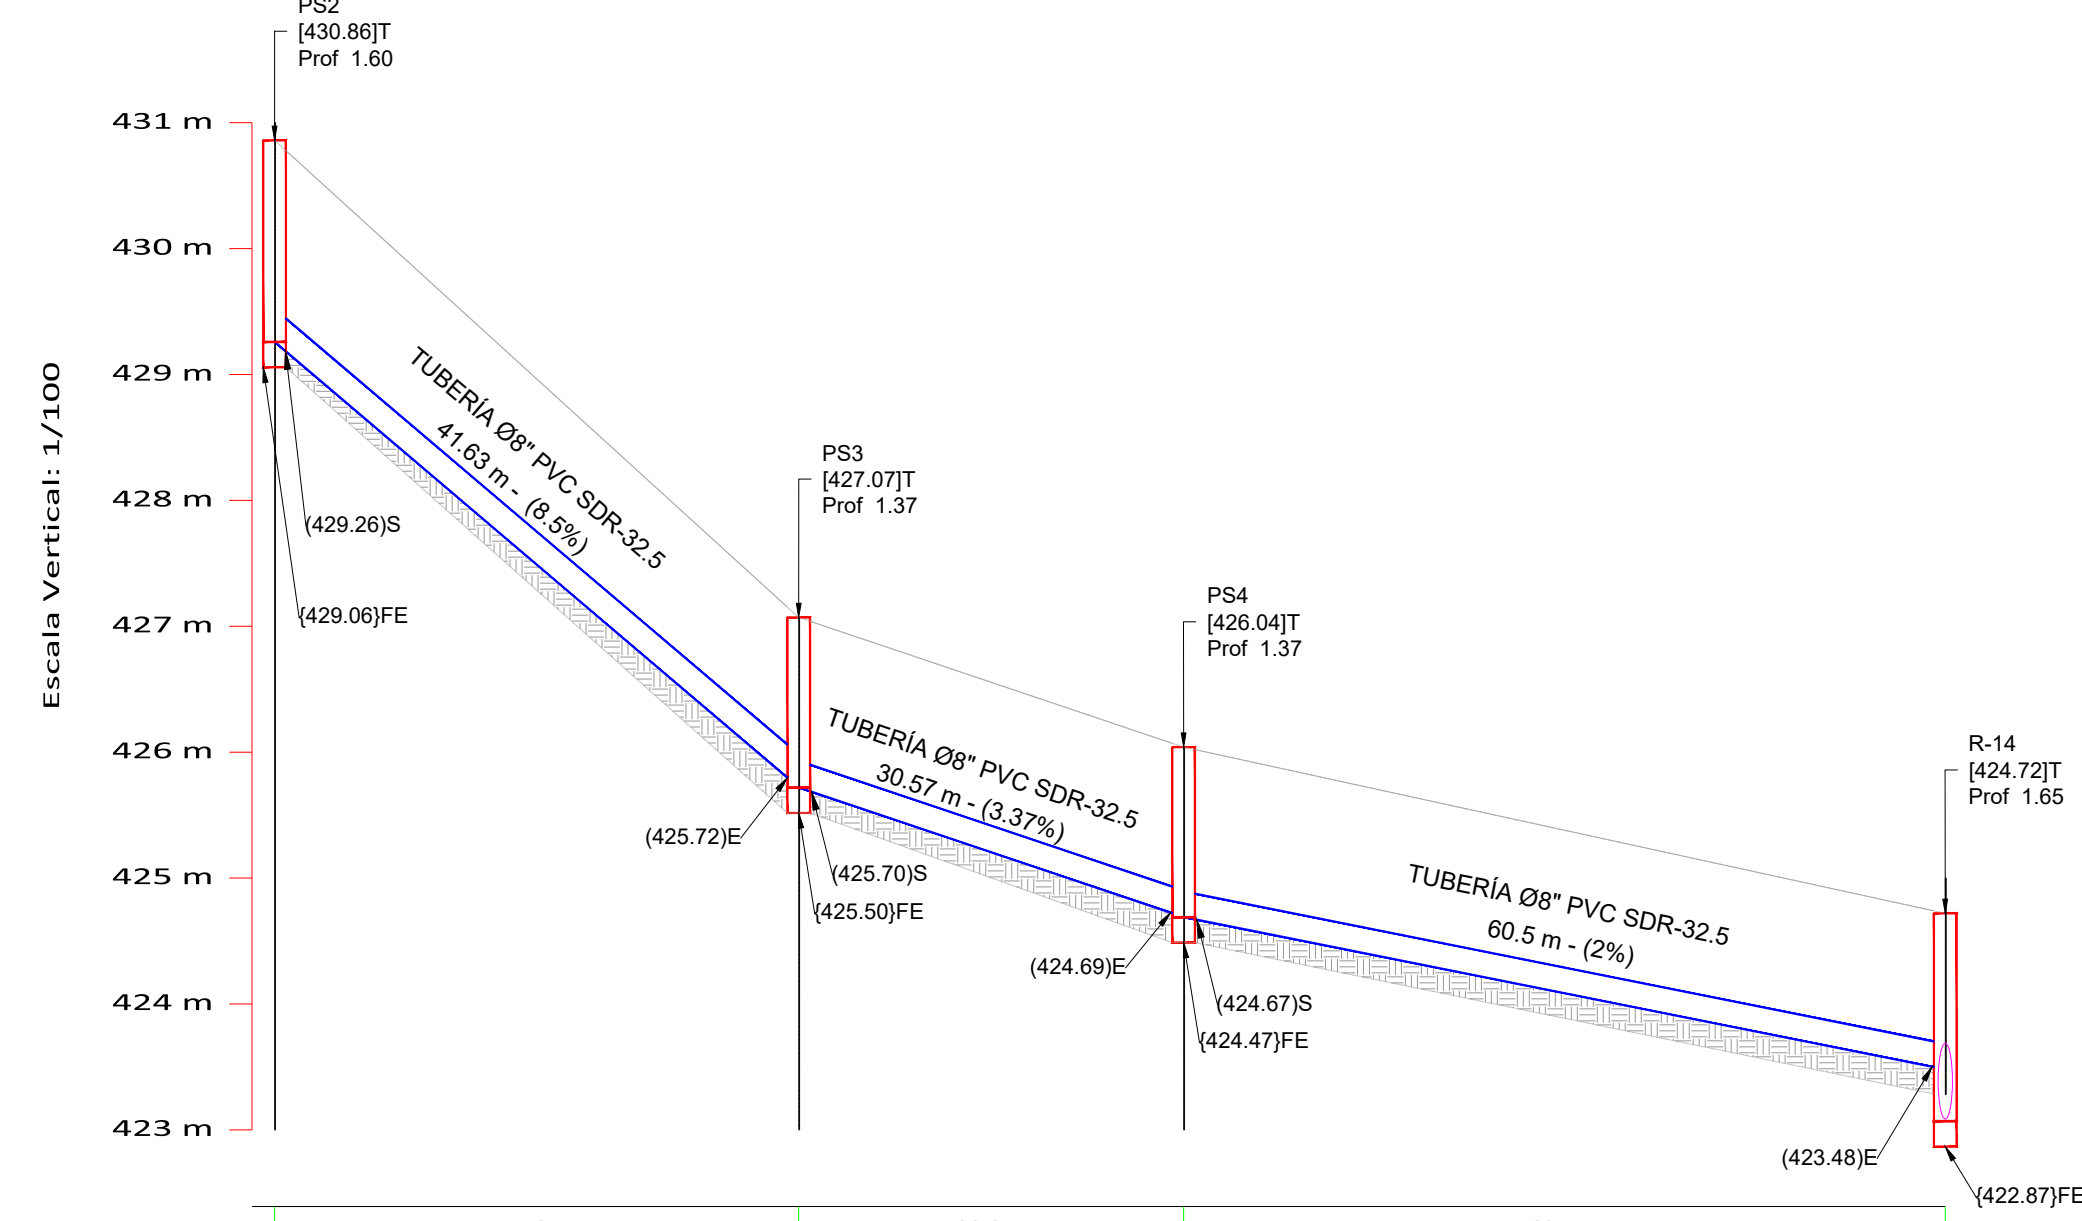 PS2
[430.86]T
Prof 1.60
431 m
430 m
429 m
428 m
427 m
426 m
425 m
424 m
423 m
Escala Vertical: 1/100
TUBERÍA Ø8" PVC SDR-32.5
41.63 m - (8.5%)
(429.26)S
{429.06}FE
PS3
[427.07]T
Prof 1.37
TUBERÍA Ø8" PVC SDR-32.5
30.57 m - (3.37%)
(425.72)E
(425.70)S
{425.50}FE
PS4
[426.04]T
Prof 1.37
TUBERÍA Ø8" PVC SDR-32.5
60.5 m - (2%)
(424.69)E
(424.67)S
{424.47}FE
R-14
[424.72]T
Prof 1.65
(423.48)E
{422.87}FE